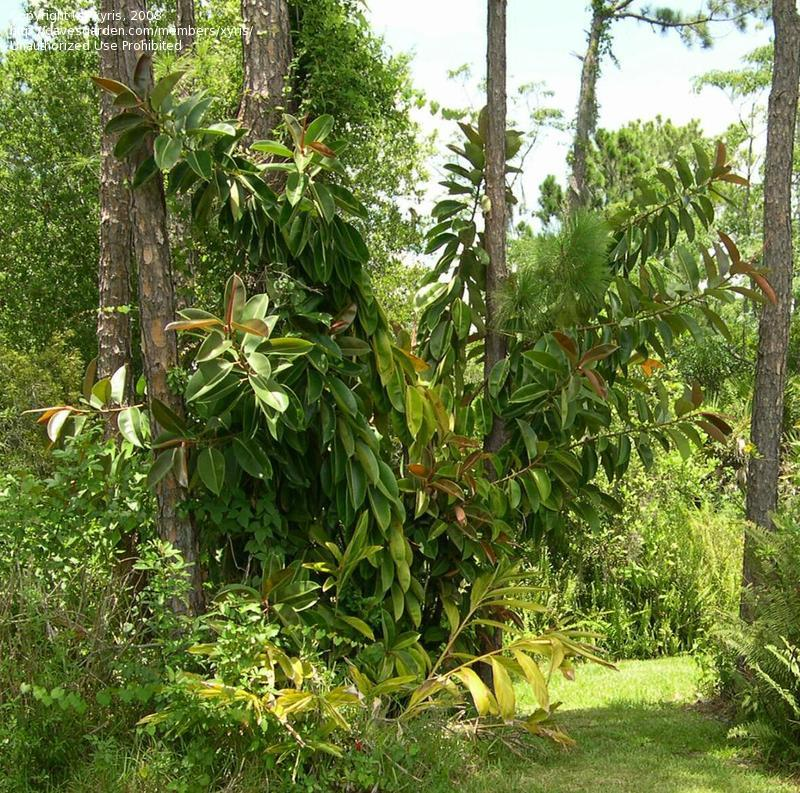 Copyright © xyris, 2008
http://davesgarden.com/members/xyris/
Unauthorized Use Prohibited